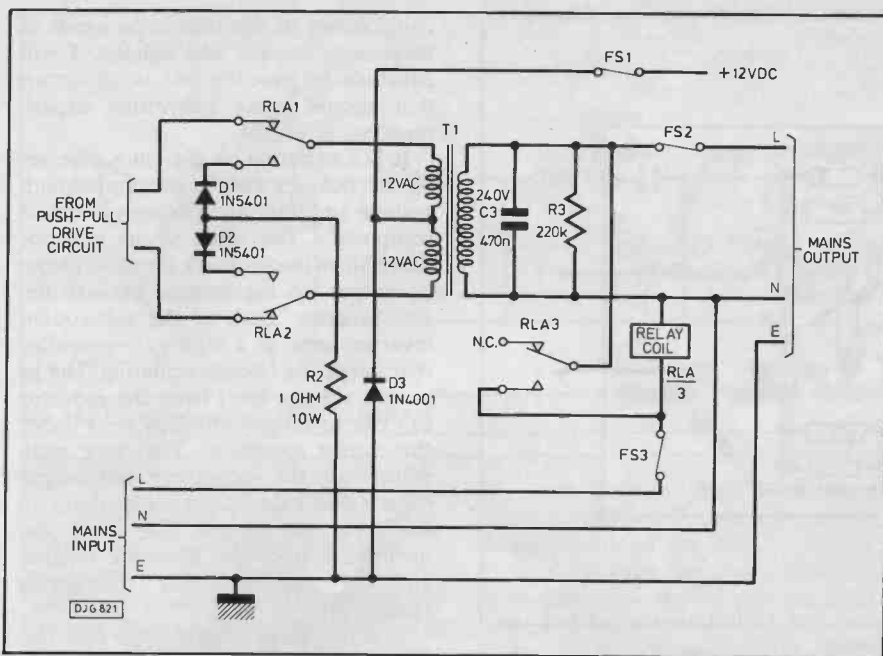 FS1
+12VDC
RLA1
T1
FS2
L
12VAC
D1
1N5401
FROM
PUSH-PULL
DRIVE
CIRCUIT
D2
1N5401
12VAC
240V
C3
470n
R3
220k
MAINS
OUTPUT
RLA2
N
RLA3
N.C.
RELAY
COIL
E
RLA
3
R2
1 OHM
10W
D3
1N4001
FS3
L
MAINS
INPUT
N
E
DJG821